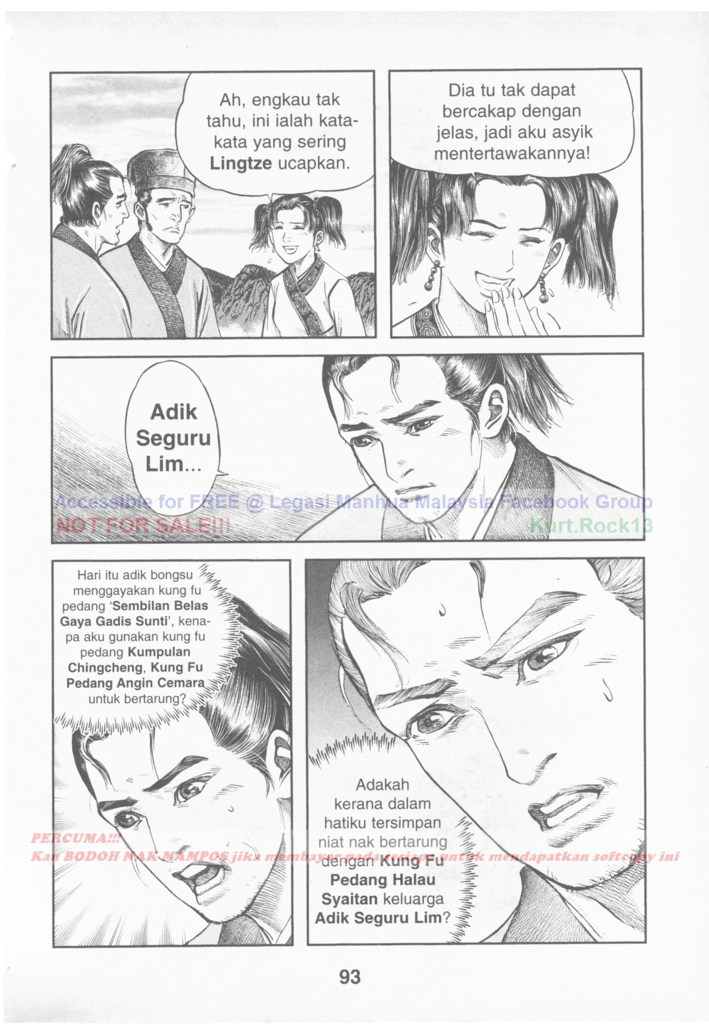 Ah, engkau tak
tahu, ini ialah kata-
kata yang sering
Lingtze ucapkan.
Dia tu tak dapat
bercakap dengan
jelas, jadi aku asyik
mentertawakannya!
Adik
Seguru
Lim...
Accessible for FREE @ Legasi Manhua Malaysia Facebook Group
NOT FOR SALE!!!
Kurt.Rock13
Hari itu adik bongsu
menggayakan kung fu
pedang 'Sembilan Belas
Gaya Gadis Sunti', kena-
pa aku gunakan kung fu
pedang Kumpulan
Chingcheng, Kung Fu
Pedang Angin Cemara
untuk bertarung?
Adakah
kerana dalam
hatiku tersimpan
niat nak bertarung
dengan Kung Fu
Pedang Halau
Syaitan keluarga
Adik Seguru Lim?
PERCUMA!!!
Kau BODOH NAK MAMPOS jika membayar pada untuk mendapatkan softcopy ini
93